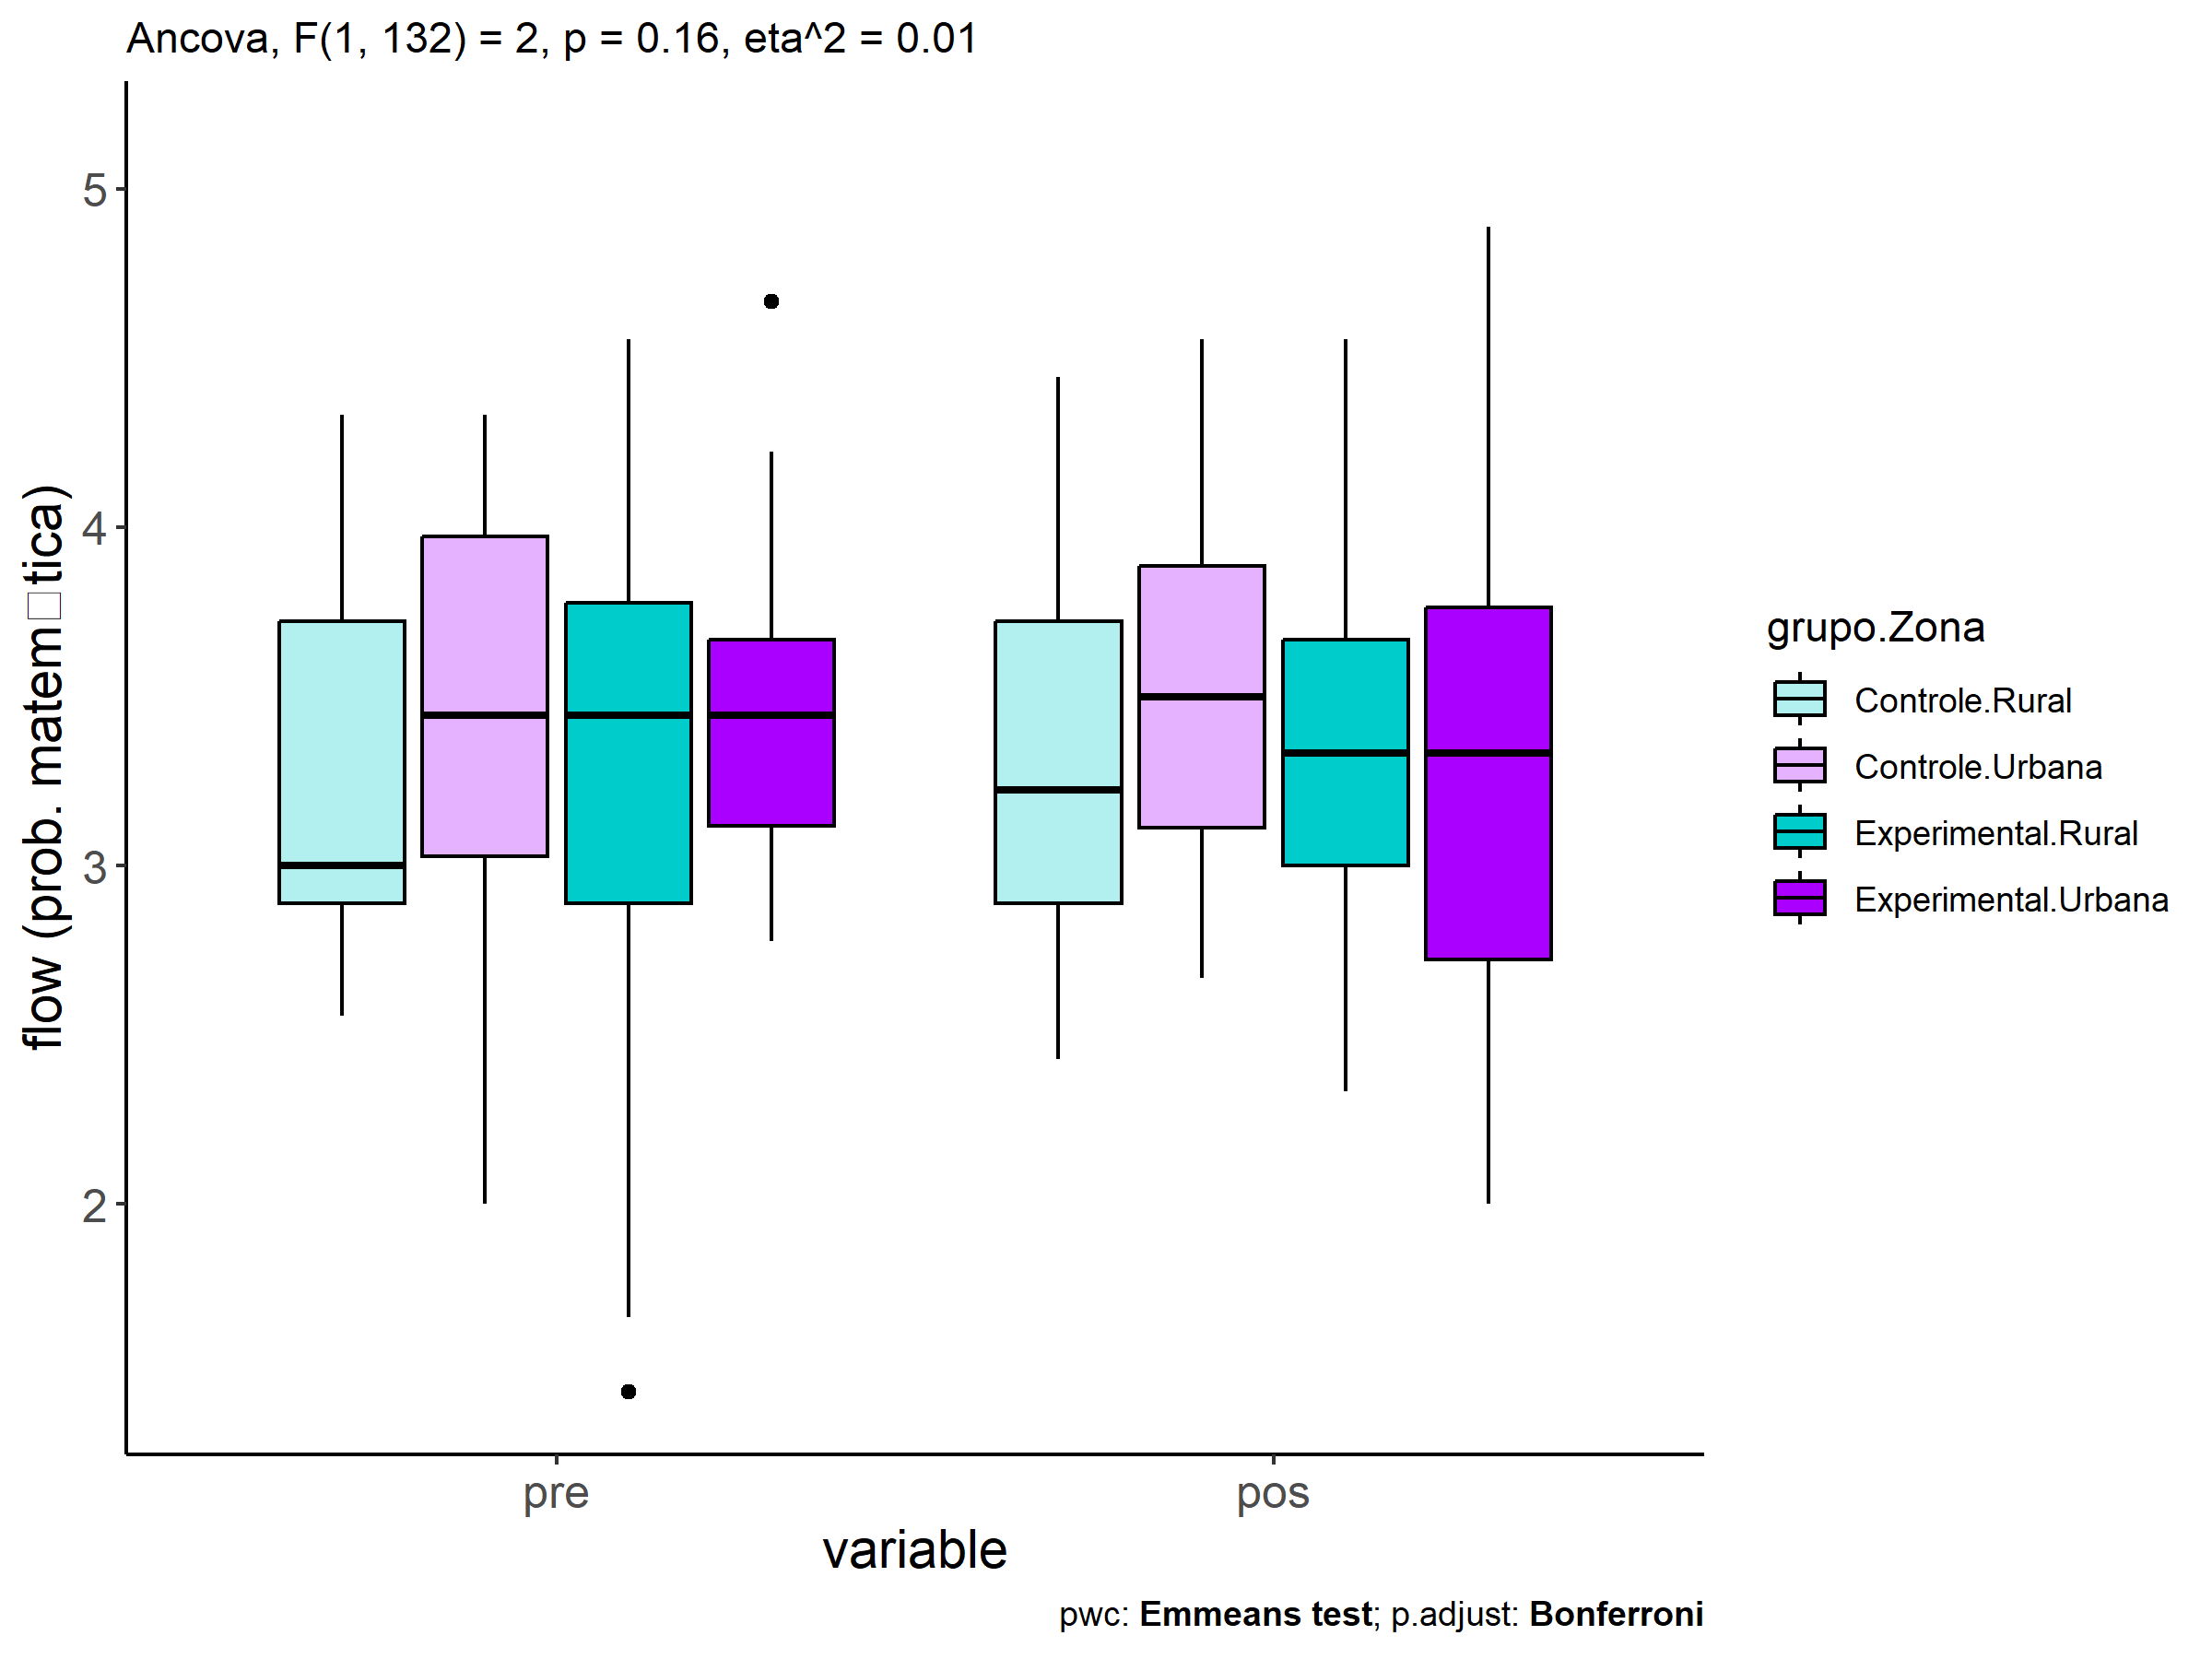 Ancova, F(1, 132) = 2, p = 0.16, eta^2 = 0.01
flow (prob. matem□tica)
5
4
3
2
pre
pos
variable
grupo.Zona
Controle.Rural
Controle.Urbana
Experimental.Rural
Experimental.Urbana
pwc: Emmeans test; p.adjust: Bonferroni